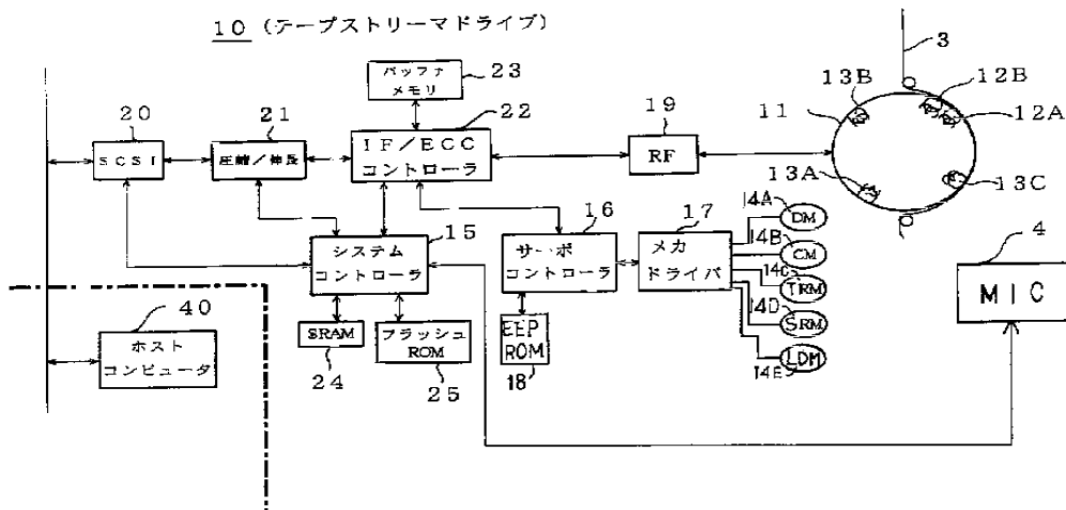 10 (テープストリーマドライブ)
バッファ
メモリ
23
3
13B
12B
20
21
22
19
11
12A
SCSI
圧縮/伸長
IF/ECC
コントローラ
RF
13A
13C
14A
DM
15
16
17
14B
CM
4
システム
コントローラ
サーボ
コントローラ
メカ
ドライバ
14C
TRM
MIC
14D
SRM
40
ホスト
コンピュータ
SRAM
24
フラッシュ
ROM
25
EEP
ROM
18
14E
LDM